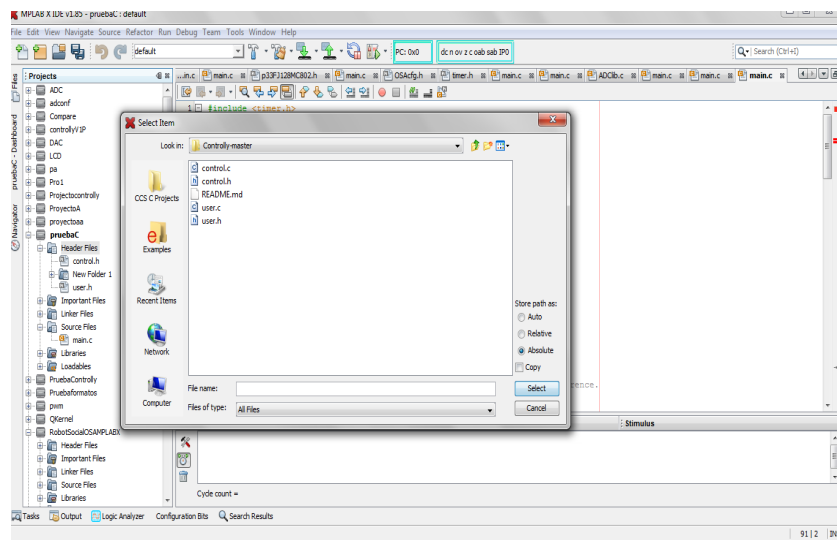 MPLAB X IDE v1.85 - pruebaC : default
File Edit View Navigate Source Refactor Run Debug Team Tools Window Help
default
PC: 0x0
dc n ov z c oab sab IP0
Search (Ctrl+I)
Projects
...in.c main.c p33FJ128MC802.h main.c OSAcfg.h timer.h main.c main.c ADClib.c main.c main.c main.c
Files
pruebaC - Dashboard
Navigator
ADC
adconf
Compare
controllyV1P
DAC
LCD
pa
Pro1
Projectocontrolly
ProyectoA
proyectoaa
pruebaC
Header Files
control.h
New Folder 1
user.h
Important Files
Linker Files
Source Files
main.c
Libraries
Loadables
PruebaControlly
Pruebaformatos
pwm
QKernel
RobotSocialOSAMPLABX
Header Files
Important Files
Linker Files
Source Files
Libraries
1 #include <timer.h>
Select Item
Look in: Controlly-master
CCS C Projects
Examples
Recent Items
Network
Computer
control.c
control.h
README.md
user.c
user.h
Store path as:
Auto
Relative
Absolute
Copy
File name:
Select
Files of type: All Files
Cancel
ence.
Stimulus
Cycle count =
Tasks Output Logic Analyzer Configuration Bits Search Results
91 | 2 IN